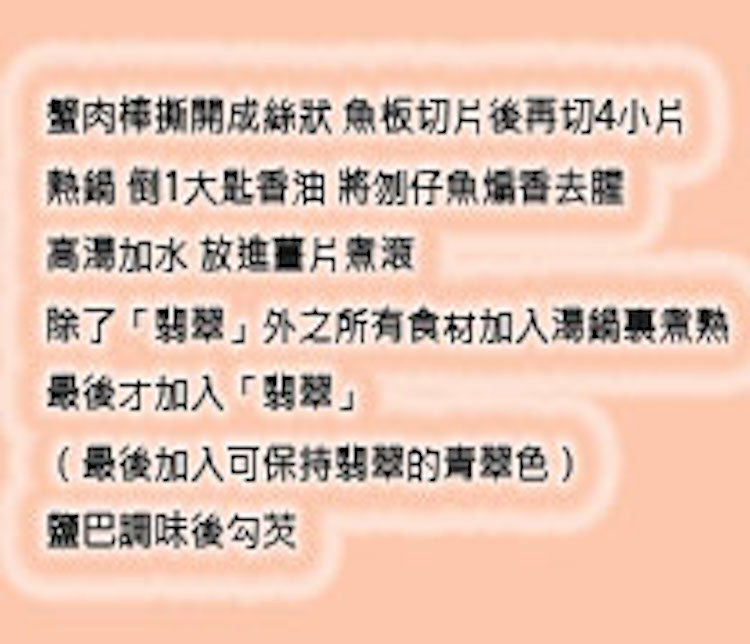 蟹肉棒撕開成絲狀 魚板切片後再切4小片
熱鍋 倒1大匙香油 將刎仔魚煸香去腥
高湯加水 放進薑片煮滾
除了「翡翠」外之所有食材加入湯鍋裏煮熟
最後才加入「翡翠」
（最後加入可保持翡翠的青翠色）
鹽巴調味後勾芡